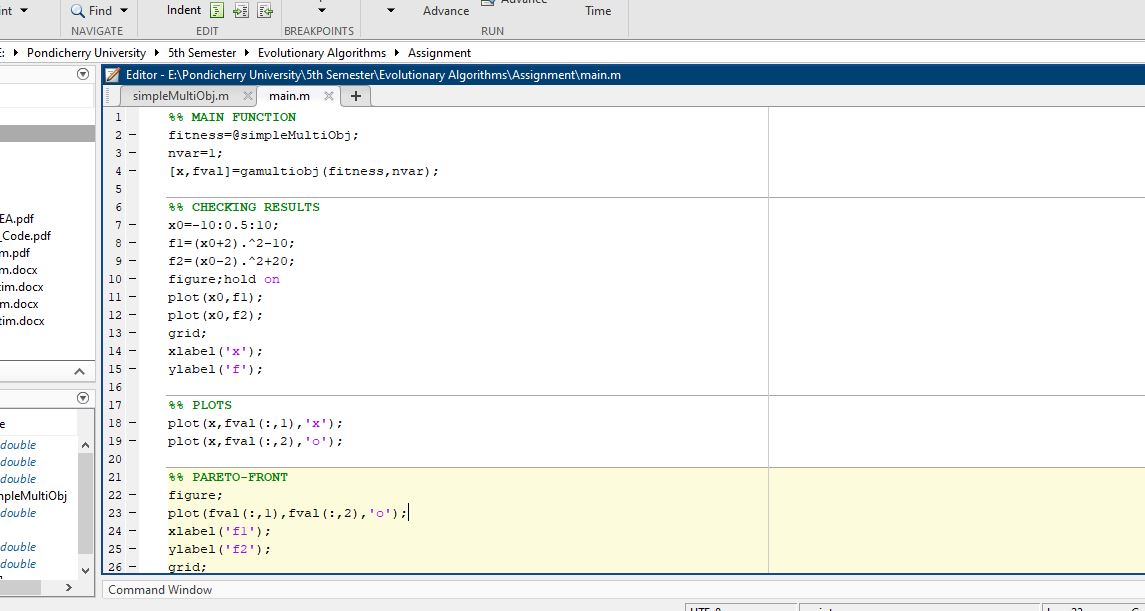 Indent
Advance
Find
Time
NAVIGATE
EDIT
BREAKPOINTS
RUN
Pondicherry University
5th Semester
Evolutionary Algorithms
Assignment
Editor - E:\Pondicherry University\5th Semester\Evolutionary Algorithms\Assignment\main.m
simpleMultiObj.m
main.m
+
1 %% MAIN FUNCTION
2 - fitness=@simpleMultiObj;
3 - nvar=1;
4 - [x,fval]=gamultiobj(fitness,nvar);
5
6 %% CHECKING RESULTS
7 - x0=-10:0.5:10;
8 - f1=(x0+2).^2-10;
9 - f2=(x0-2).^2+20;
10 - figure;hold on
11 - plot(x0,f1);
12 - plot(x0,f2);
13 - grid;
14 - xlabel('x');
15 - ylabel('f');
16
17 %% PLOTS
18 - plot(x,fval(:,1),'x');
19 - plot(x,fval(:,2),'o');
20
21 %% PARETO-FRONT
22 - figure;
23 - plot(fval(:,1),fval(:,2),'o');
24 - xlabel('f1');
25 - ylabel('f2');
26 - grid;
EA.pdf
_Code.pdf
m.pdf
m.docx
tim.docx
m.docx
tim.docx
e
double
double
double
mpleMultiObj
double
double
double
Command Window
UTF-8